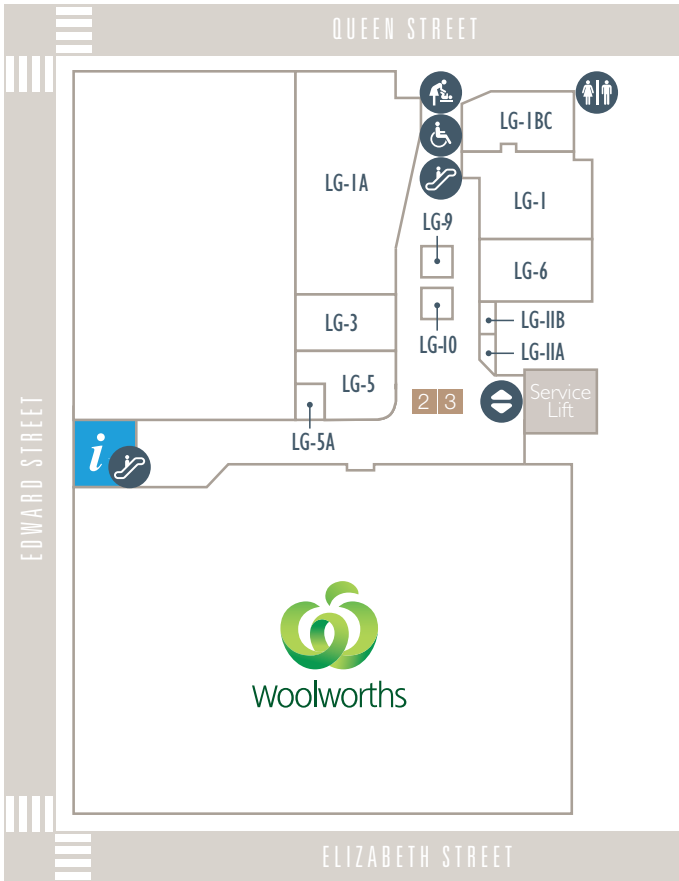 QUEEN STREET
LG-1BC
LG-1A
LG-1
LG-9
LG-6
LG-3
LG-10
LG-11B
LG-11A
LG-5
2 3
Service
Lift
LG-5A
i
EDWARD STREET
Woolworths
ELIZABETH STREET